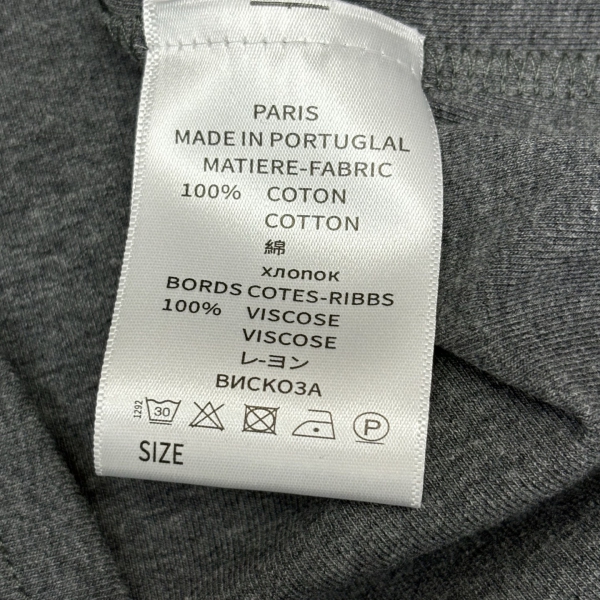 PARIS
MADE IN PORTUGLAL
MATIERE-FABRIC
100% COTON
COTTON
綿
хлопок
BORDS COTES-RIBBS
100% VISCOSE
VISCOSE
レ-ヨン
ВИСКОЗА
1292 30 P
SIZE